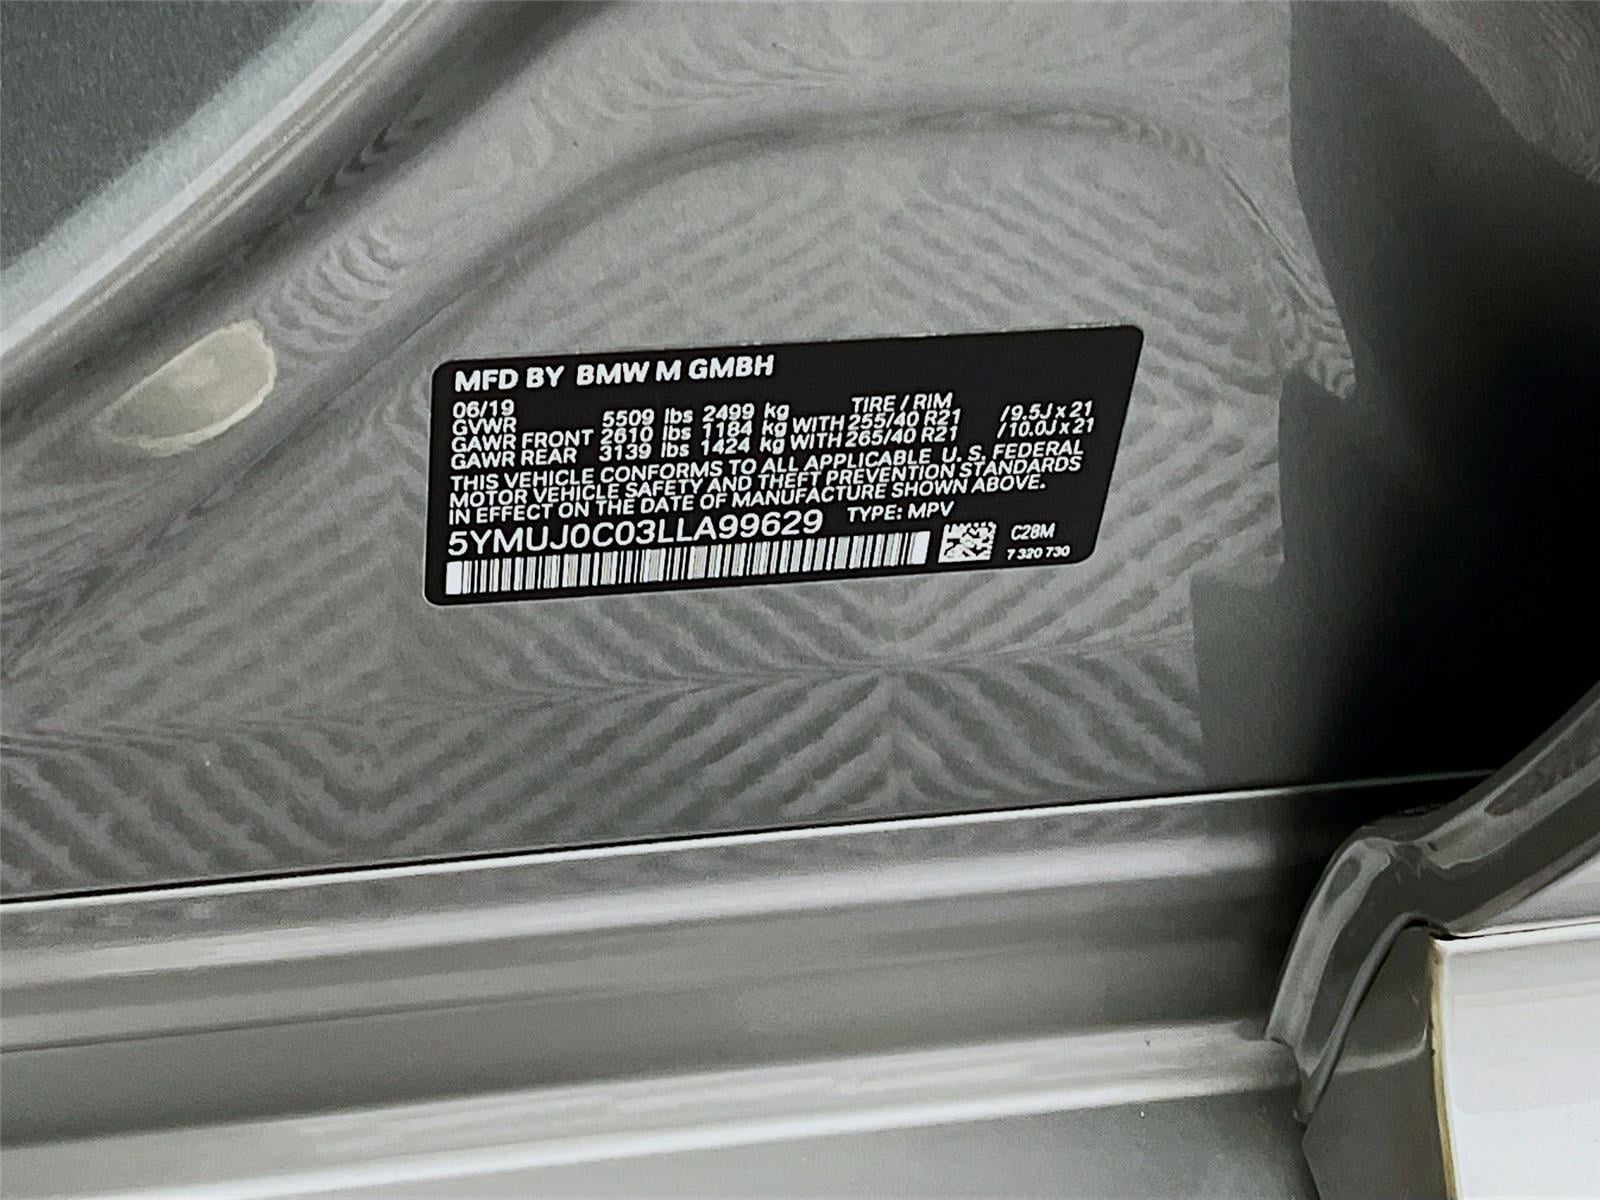 MFD BY BMW M GMBH
06/19 TIRE / RIM
GVWR 5509 lbs 2499 kg
GAWR FRONT 2610 lbs 1184 kg WITH 255/40 R21 /9.5J x 21
GAWR REAR 3139 lbs 1424 kg WITH 265/40 R21 /10.0J x 21
THIS VEHICLE CONFORMS TO ALL APPLICABLE U. S. FEDERAL
MOTOR VEHICLE SAFETY AND THEFT PREVENTION STANDARDS
IN EFFECT ON THE DATE OF MANUFACTURE SHOWN ABOVE.
5YMUJ0C03LLA99629 TYPE: MPV
C28M
7 320 730